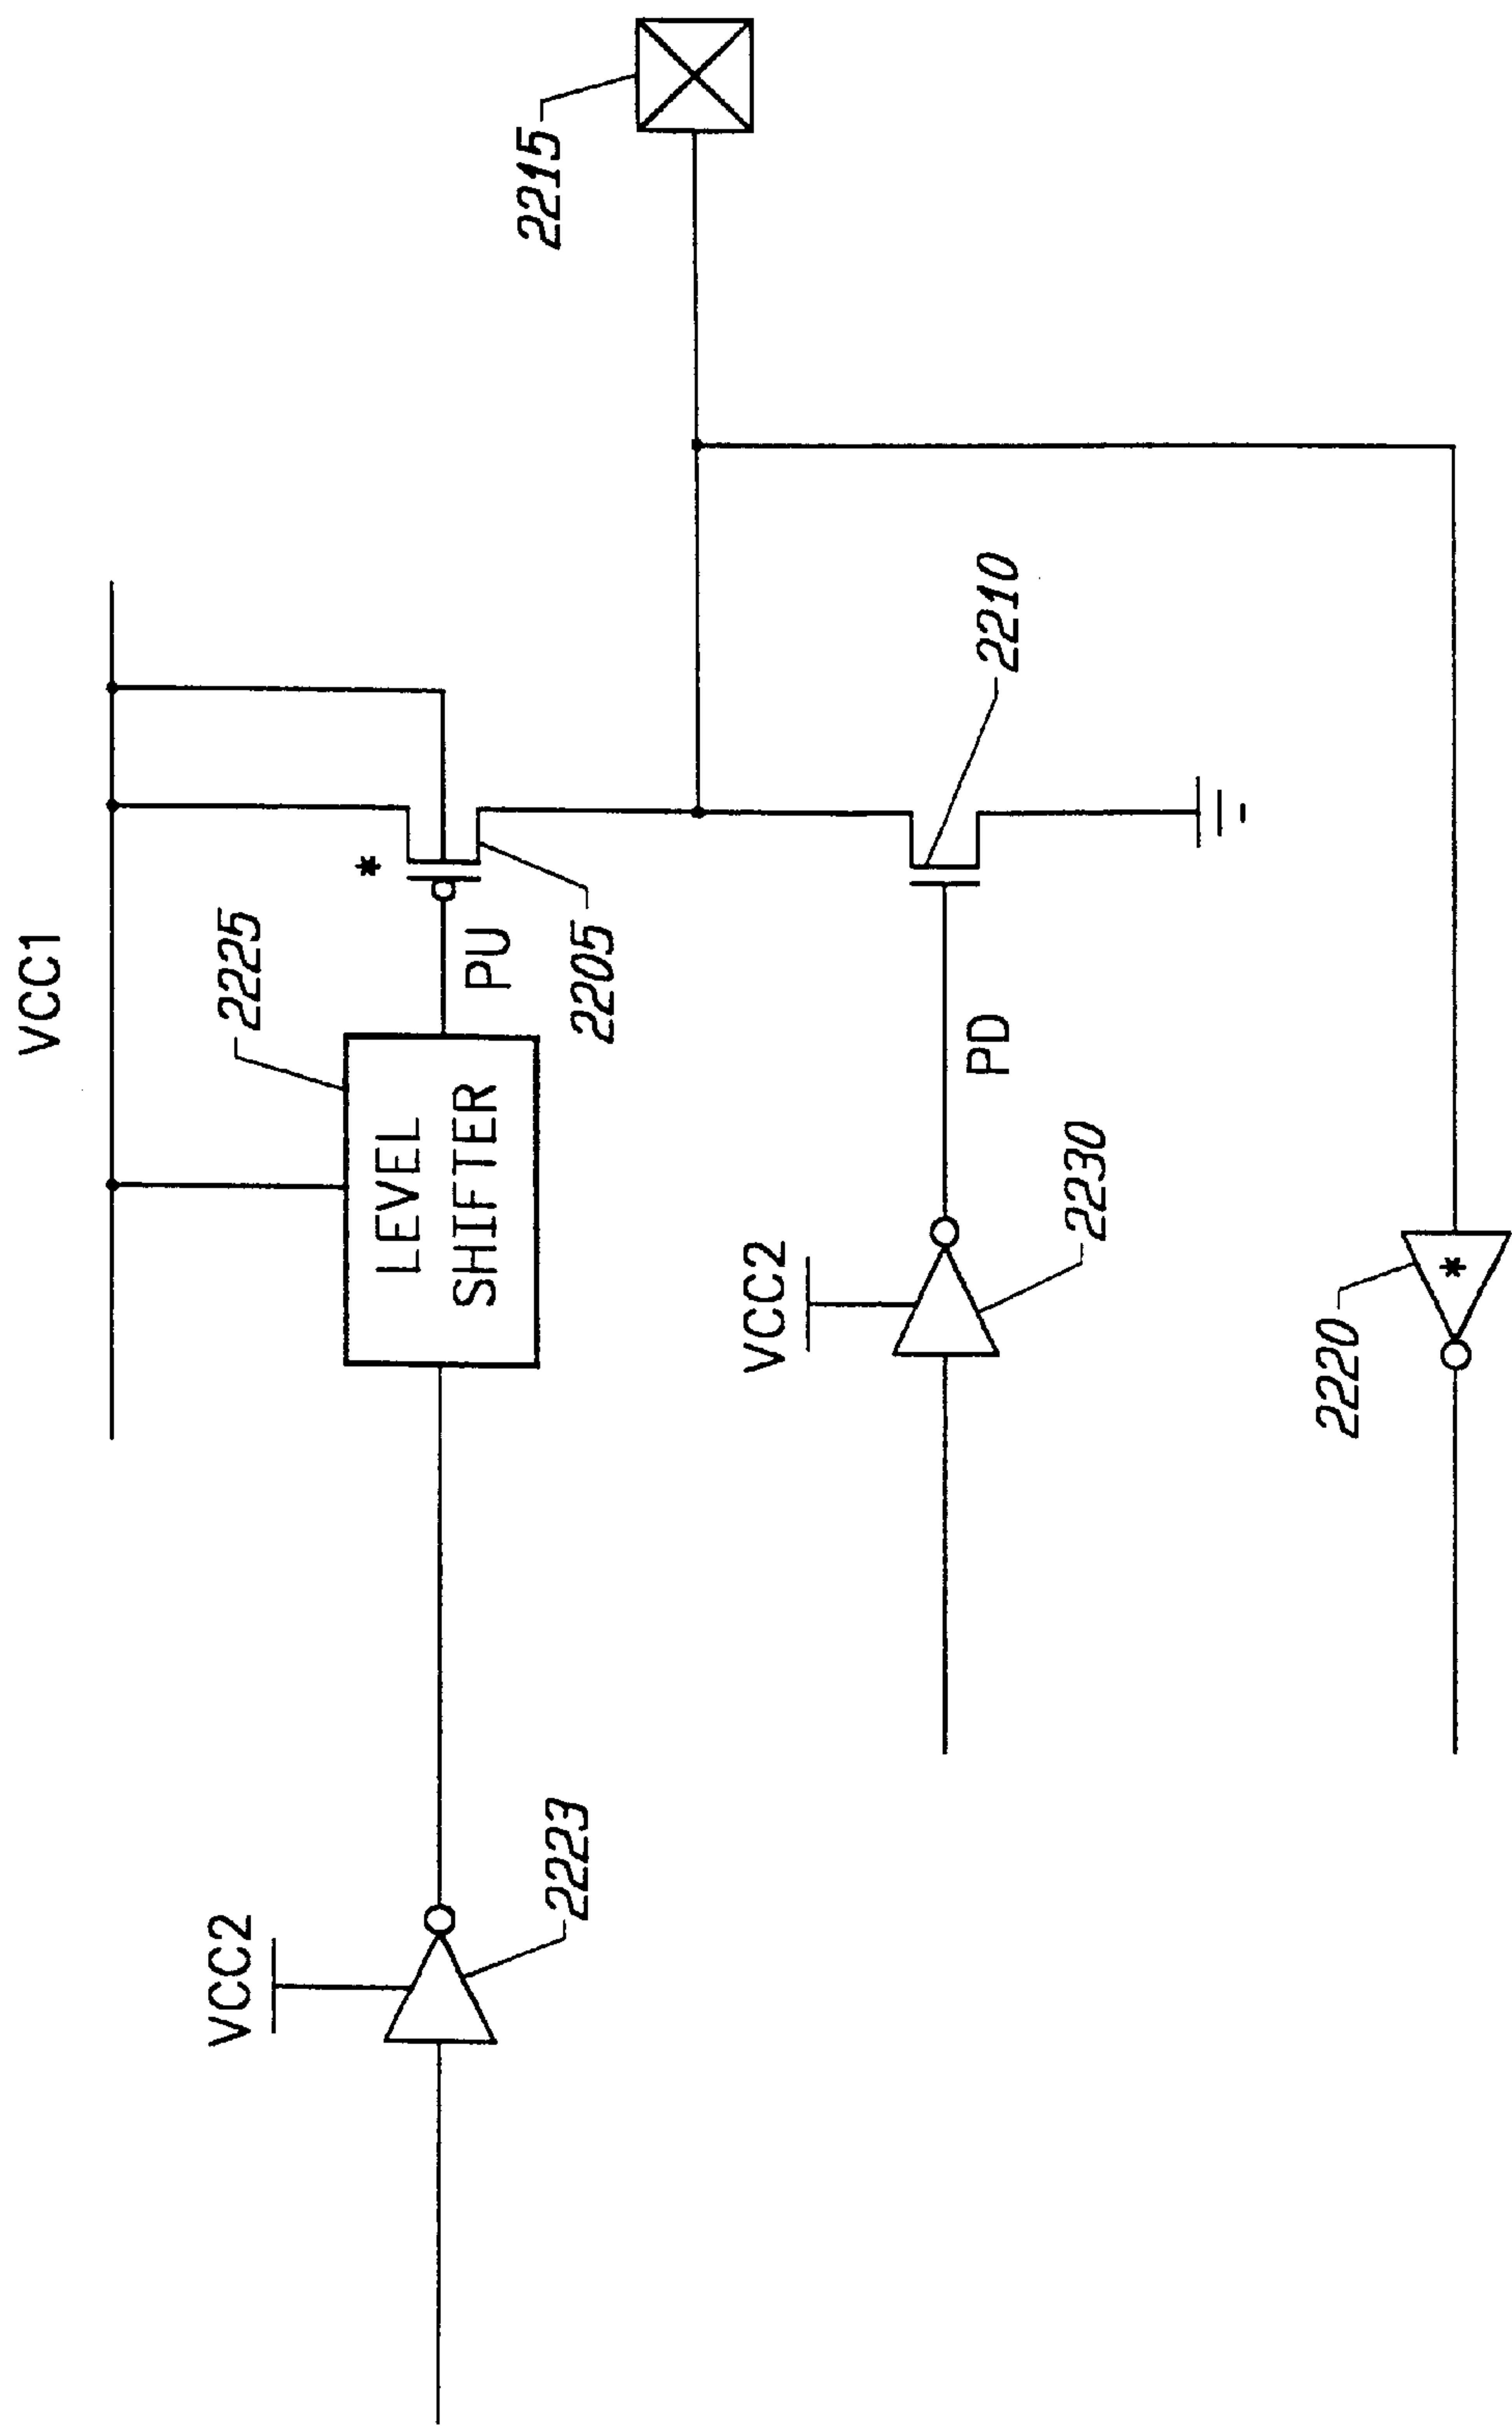 VCC1
2225
LEVEL
SHIFTER
*
PU
2205
2215
VCC2
2223
VCC2
PD
2230
2210
2220
*